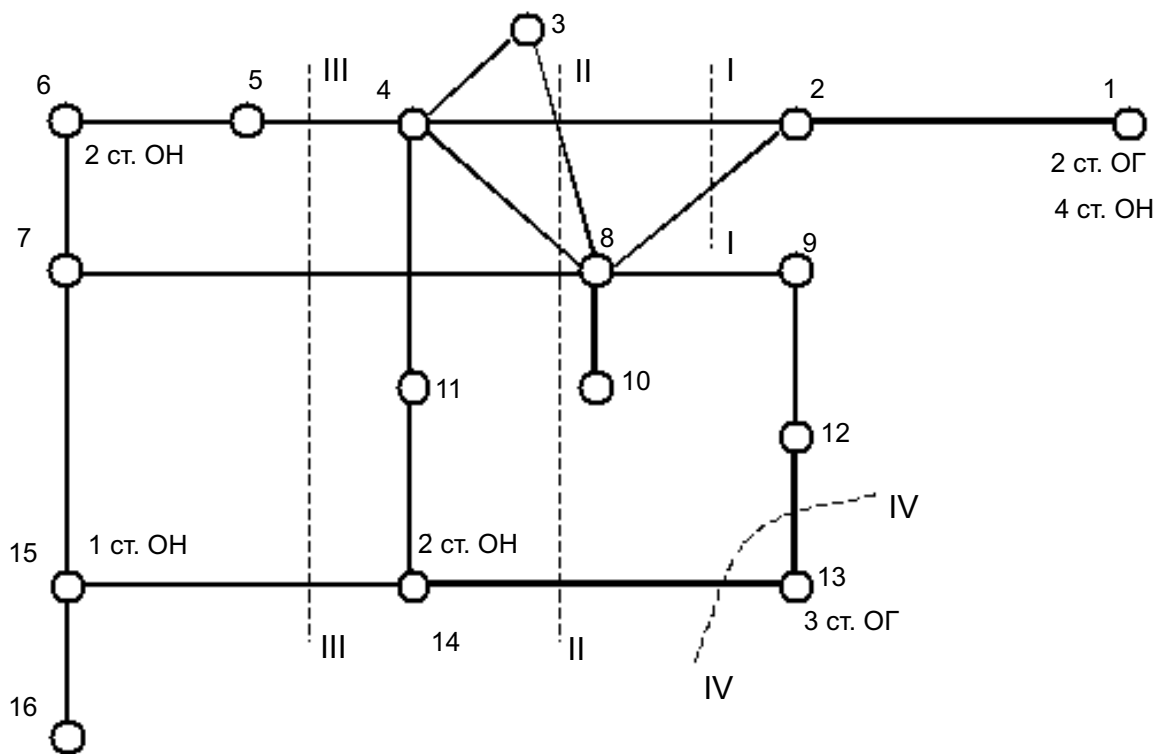 3
III
II
I
6
5
4
2
1
2 ст. ОН
2 ст. ОГ
4 ст. ОН
7
8
I
9
11
10
12
IV
15
1 ст. ОН
2 ст. ОН
13
3 ст. ОГ
III
14
II
IV
16